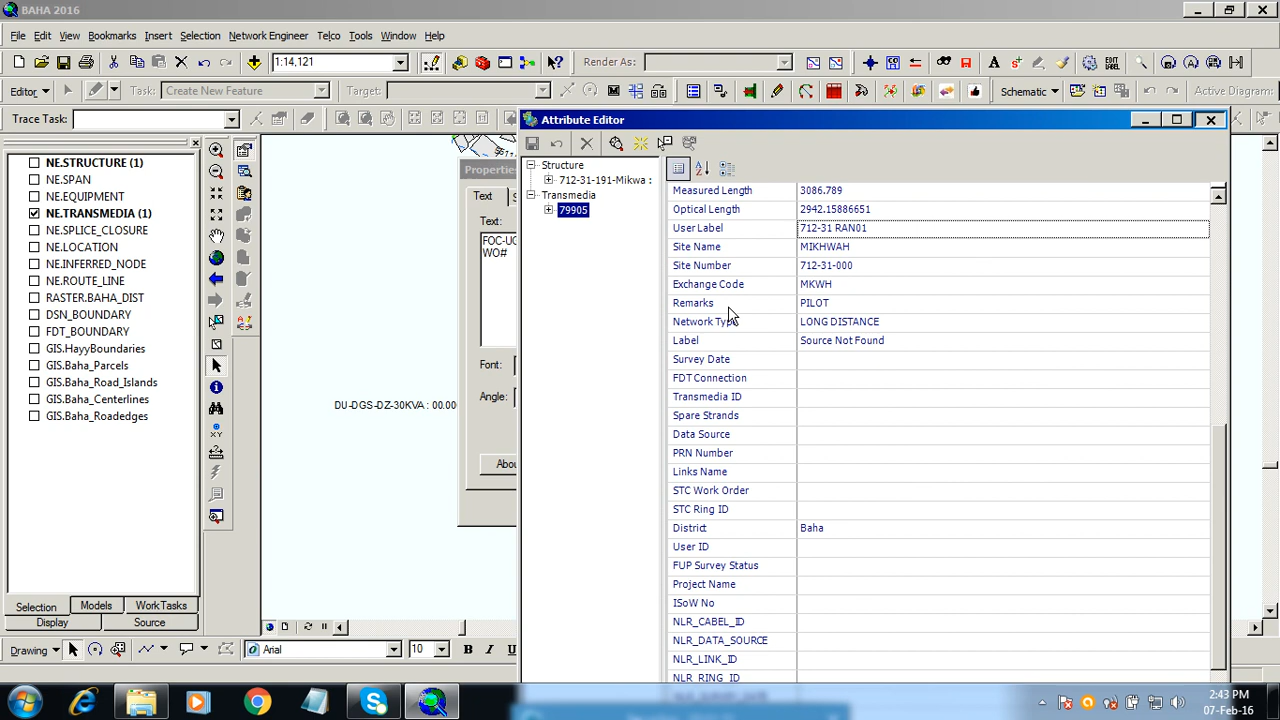 BAHA 2016
File Edit View Bookmarks Insert Selection Network Engineer Telco Tools Window Help
1:14,121
Render As:
Editor
Task: Create New Feature
Target:
Schematic
Active Diagram:
Trace Task:
NE.STRUCTURE (1)
NE.SPAN
NE.EQUIPMENT
NE.TRANSMEDIA (1)
NE.SPLICE_CLOSURE
NE.LOCATION
NE.INFERRED_NODE
NE.ROUTE_LINE
RASTER.BAHA_DIST
DSN_BOUNDARY
FDT_BOUNDARY
GIS.HayyBoundaries
GIS.Baha_Parcels
GIS.Baha_Road_Islands
GIS.Baha_Centerlines
GIS.Baha_Roadedges
Selection Models WorkTasks
Display Source
DU-DGS-DZ-30KVA : 00.00
Properties
Text
Text:
FOC-UG
WO#
Font:
Angle:
Abou
Attribute Editor
Structure
712-31-191-Mikwa :
Transmedia
79905
Measured Length 3086.789
Optical Length 2942.15886651
User Label 712-31 RAN01
Site Name MIKHWAH
Site Number 712-31-000
Exchange Code MKWH
Remarks PILOT
Network Type LONG DISTANCE
Label Source Not Found
Survey Date
FDT Connection
Transmedia ID
Spare Strands
Data Source
PRN Number
Links Name
STC Work Order
STC Ring ID
District Baha
User ID
FUP Survey Status
Project Name
ISoW No
NLR_CABEL_ID
NLR_DATA_SOURCE
NLR_LINK_ID
NLR_RING_ID
Drawing
Arial
10
B I
2:43 PM
07-Feb-16